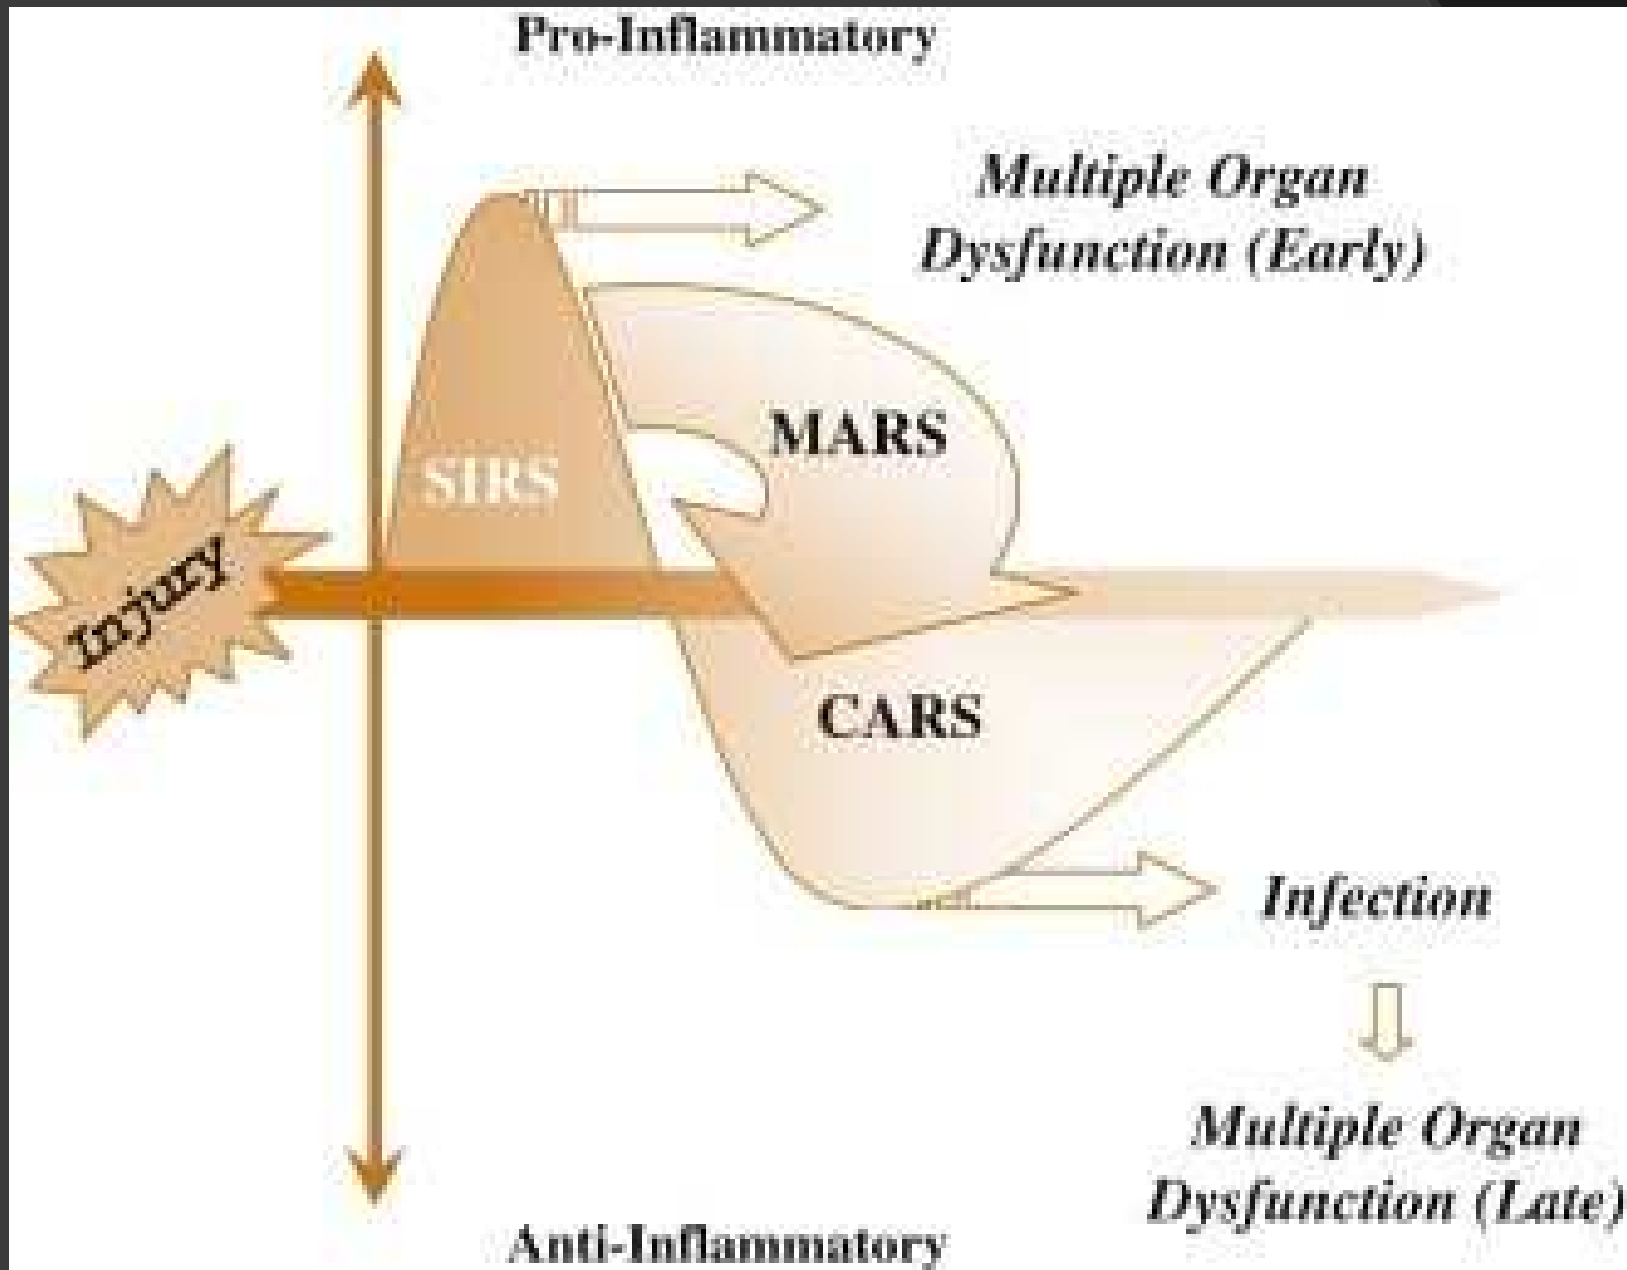 Pro-Inflammatory
Multiple Organ
Dysfunction (Early)
MARS
SIRS
Injury
CARS
Infection
Multiple Organ
Dysfunction (Late)
Anti-Inflammatory